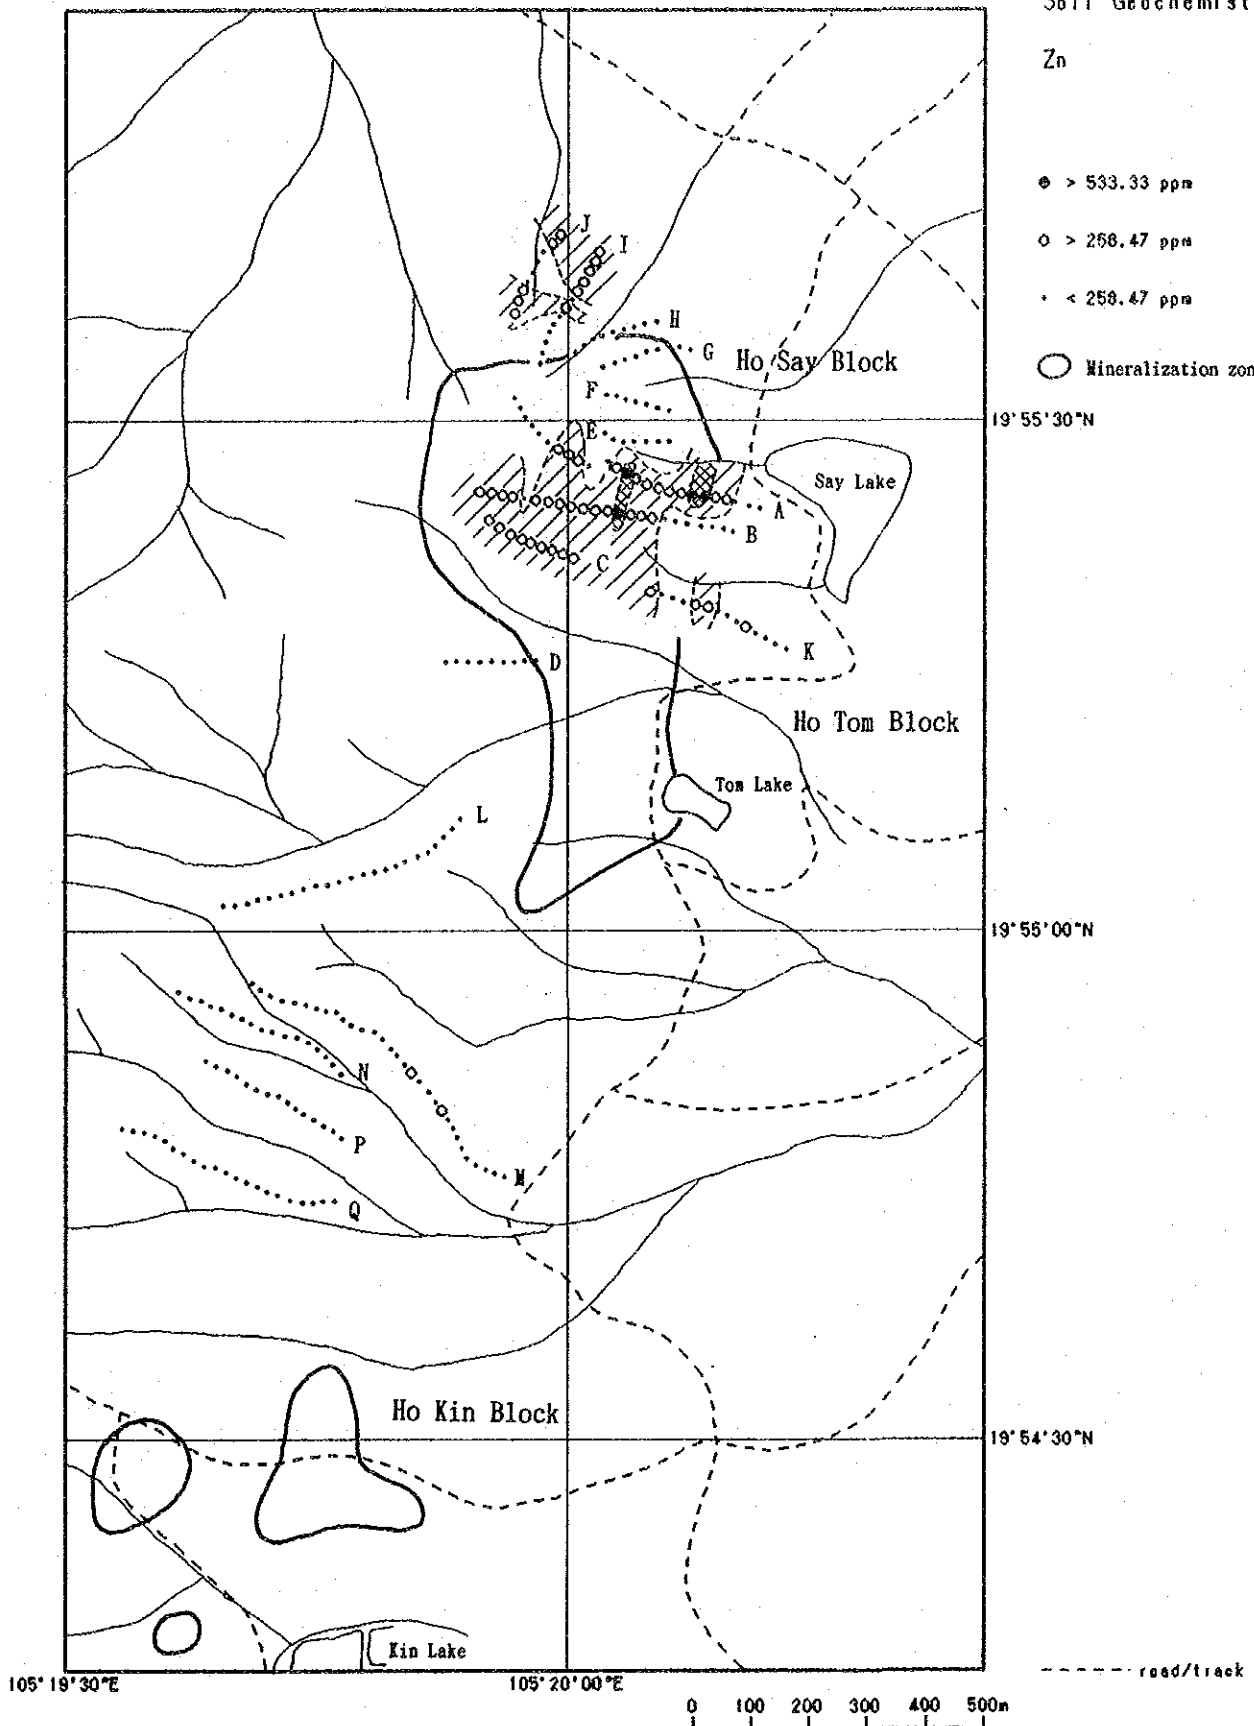 Soil Geochemist
Zn
> 533.33 ppm
> 258.47 ppm
< 258.47 ppm
Mineralization zon
J
I
H
G
Ho Say Block
F
19°55'30"N
E
Say Lake
A
B
C
K
D
Ho Tom Block
Tom Lake
L
19°55'00"N
N
P
M
Q
Ho Kin Block
19°54'30"N
Kin Lake
road/track
105°19'30"E
105°20'00"E
0 100 200 300 400 500m